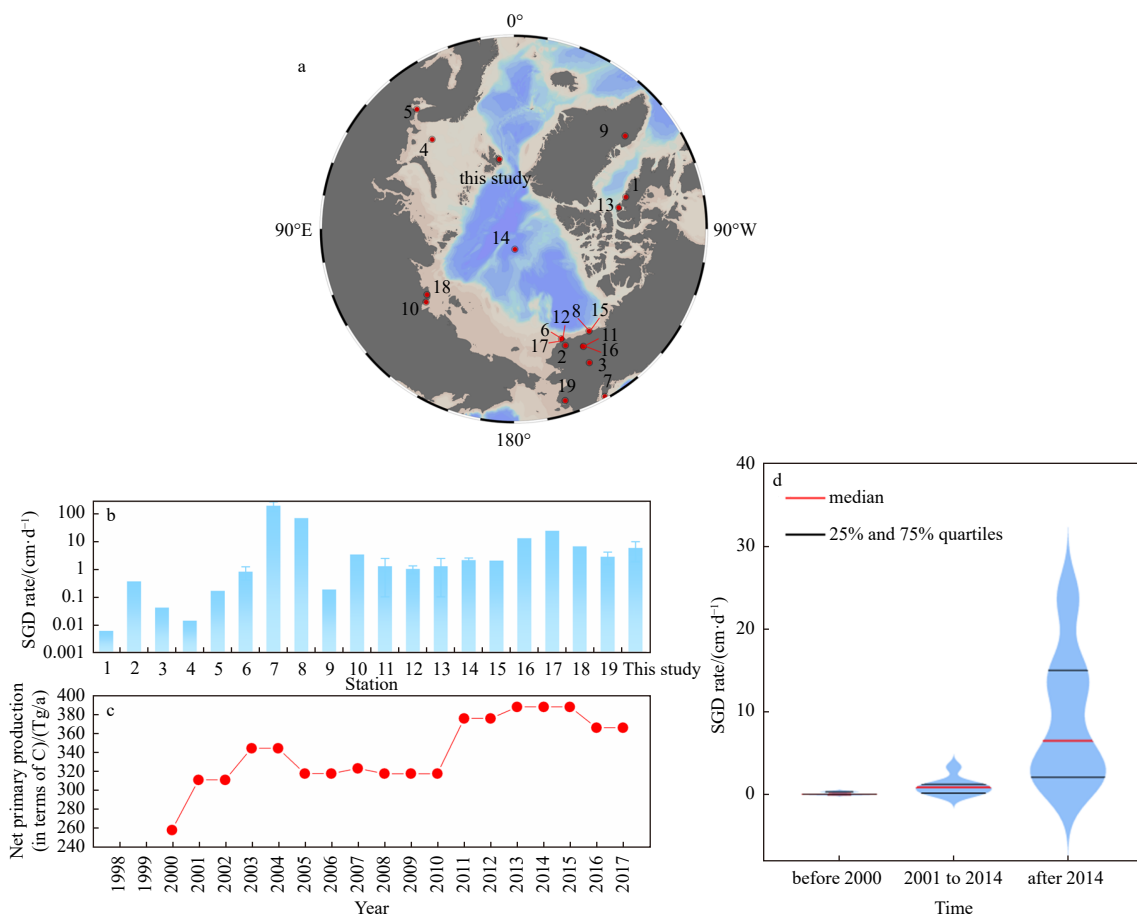 0°
a
5
9
4
this study
1
13
90°E
90°W
14
18
10
12 8 15
6
11
17
2
16
3
7
19
180°
b
SGD rate/(cm·d⁻¹)
100
10
1
0.1
0.01
0.001
1 2 3 4 5 6 7 8 9 10 11 12 13 14 15 16 17 18 19 This study
Station
c
Net primary production
(in terms of C)/(Tg/a)
400
380
360
340
320
300
280
260
240
1998 1999 2000 2001 2002 2003 2004 2005 2006 2007 2008 2009 2010 2011 2012 2013 2014 2015 2016 2017
Year
d
median
25% and 75% quartiles
SGD rate/(cm·d⁻¹)
40
30
20
10
0
before 2000 2001 to 2014 after 2014
Time